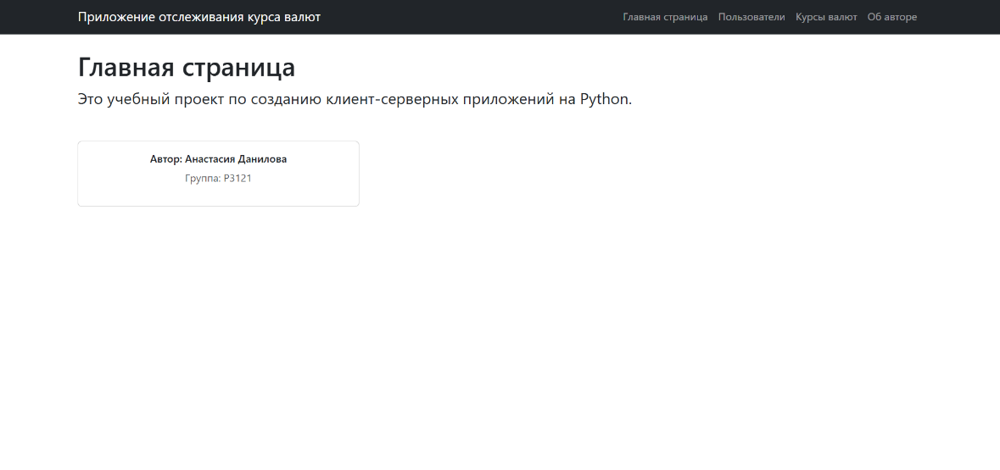 Приложение отслеживания курса валют
Главная страница Пользователи Курсы валют Об авторе
Главная страница
Это учебный проект по созданию клиент-серверных приложений на Python.
Автор: Анастасия Данилова
Группа: P3121